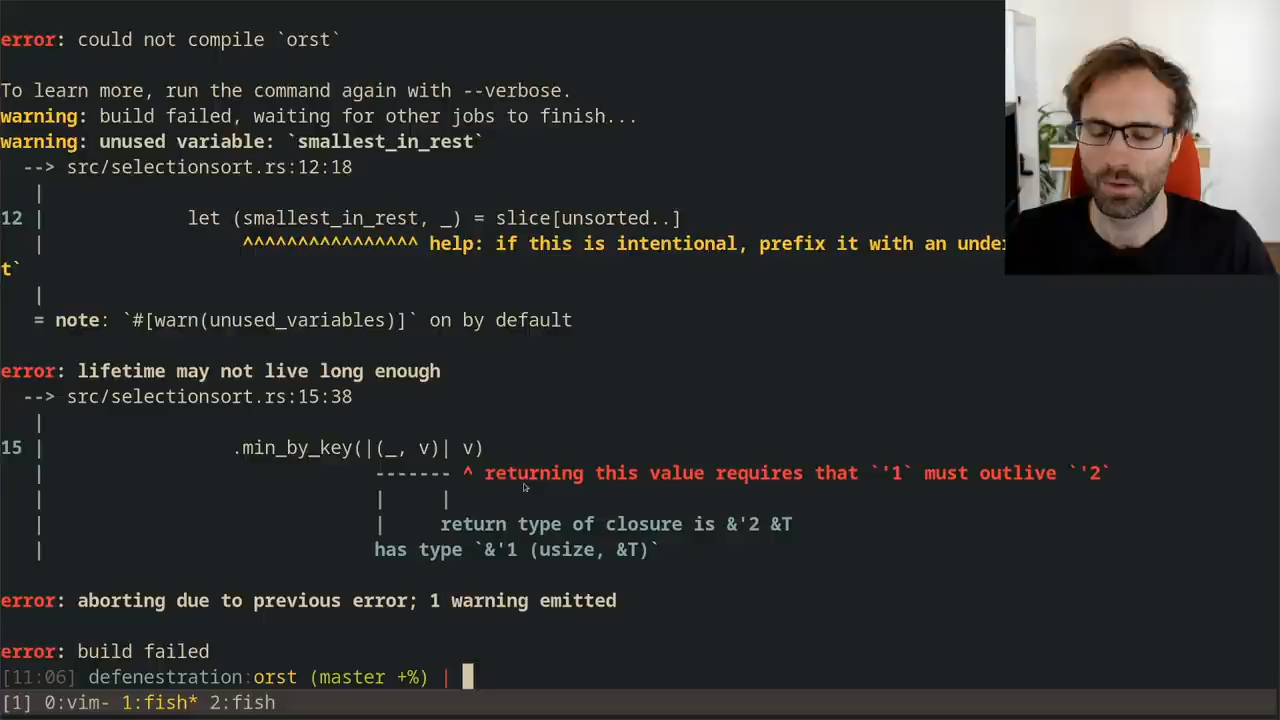 error: could not compile `orst`
To learn more, run the command again with --verbose.
warning: build failed, waiting for other jobs to finish...
warning: unused variable: `smallest_in_rest`
--> src/selectionsort.rs:12:18
|
12 | let (smallest_in_rest, _) = slice[unsorted..]
| ^^^^^^^^^^^^^^^^ help: if this is intentional, prefix it with an unde
t`
|
= note: `#[warn(unused_variables)]` on by default
error: lifetime may not live long enough
--> src/selectionsort.rs:15:38
|
15 | .min_by_key(|(_, v)| v)
| ------- ^ returning this value requires that `'1` must outlive `'2`
| | |
| | return type of closure is &'2 &T
| has type `&'1 (usize, &T)`
error: aborting due to previous error; 1 warning emitted
error: build failed
[11:06] defenestration:orst (master +%) |
[1] 0:vim- 1:fish* 2:fish